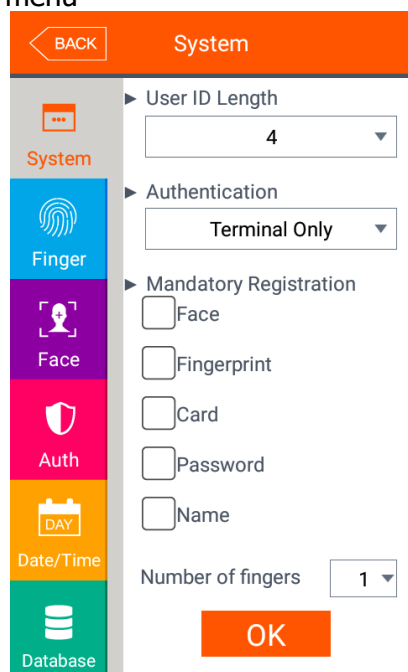 menu
BACK
System
System
Finger
Face
Auth
DAY
Date/Time
Database
► User ID Length
4
► Authentication
Terminal Only
► Mandatory Registration
Face
Fingerprint
Card
Password
Name
Number of fingers 1
OK